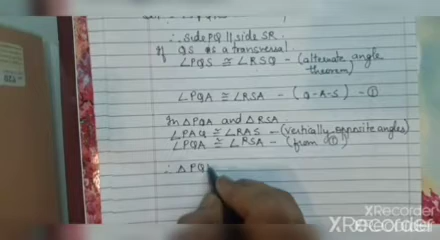 ∴ side PQ || side SR.
If QS is a transversal
∠PQS ≅ ∠RSQ - (alternate angle
theorem)
∠PQA ≅ ∠RSA - (Q-A-S) - ①
In △PQA and △RSA.
∠PAQ ≅ ∠RAS - (vertically opposite angles)
∠PQA ≅ ∠RSA - (from ①)
∴ △PQ
XRecorder
XRecorder